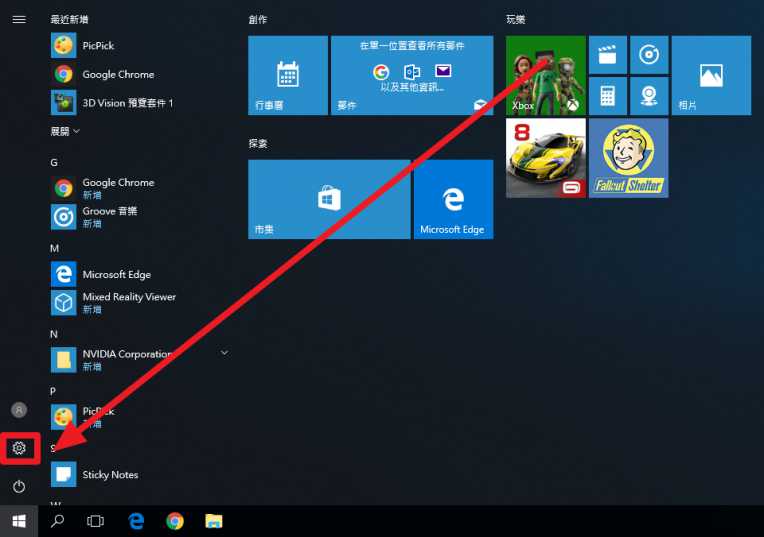 最近新增
PicPick
Google Chrome
3D Vision 預覽套件 1
展開
G
Google Chrome
新增
Groove 音樂
新增
M
Microsoft Edge
Mixed Reality Viewer
新增
N
NVIDIA Corporation
新增
P
PicPick
新增
S
Sticky Notes
W
創作
行事曆
在單一位置查看所有郵件
以及其他資訊...
郵件
探索
市集
Microsoft Edge
玩樂
Xbox
相片
8
Fallout Shelter